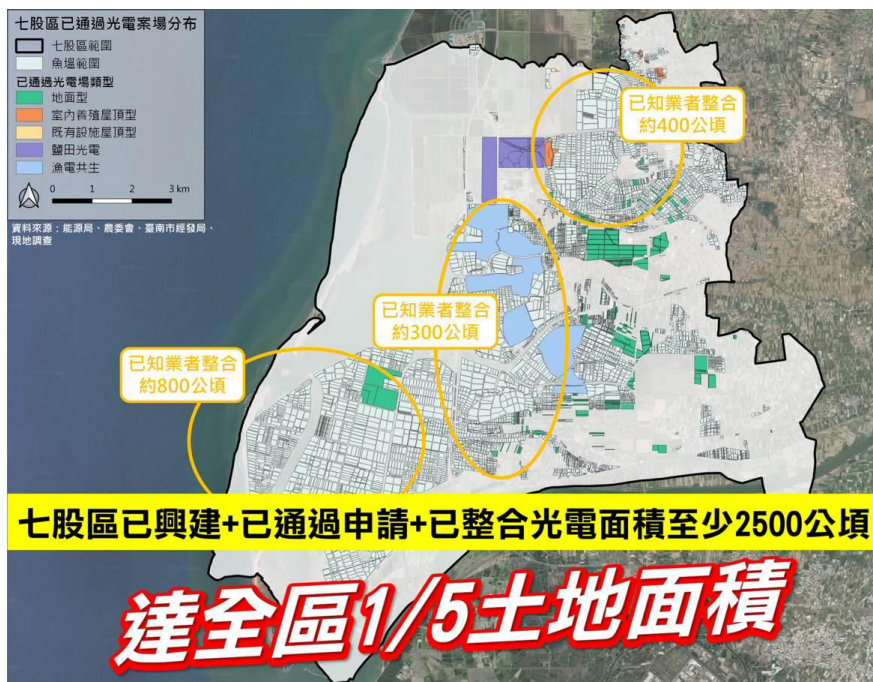 七股區已通過光電案場分布
七股區範圍
魚塭範圍
已通過光電場類型
地面型
室內養殖屋頂型
既有設施屋頂型
鹽田光電
漁電共生
0 1 2 3 km
資料來源：能源局、農委會、臺南市經發局、
現地調查
已知業者整合
約400公頃
已知業者整合
約300公頃
已知業者整合
約800公頃
七股區已興建+已通過申請+已整合光電面積至少2500公頃
達全區1/5土地面積